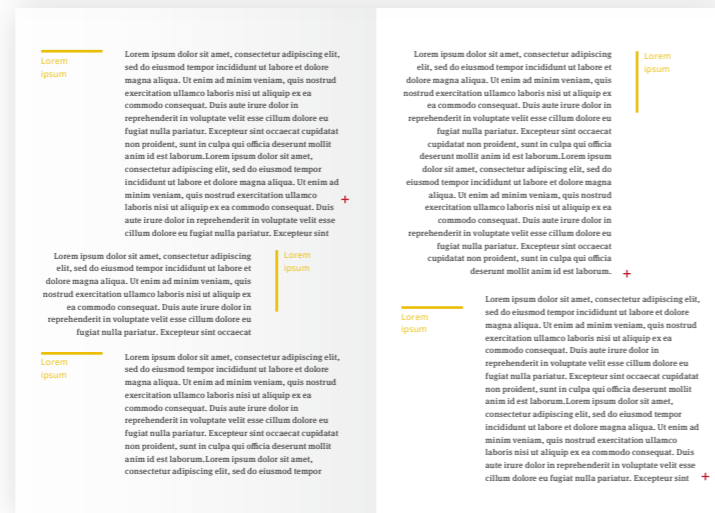 Lorem
ipsum
Lorem ipsum dolor sit amet, consectetur adipiscing elit,
sed do eiusmod tempor incididunt ut labore et dolore
magna aliqua. Ut enim ad minim veniam, quis nostrud
exercitation ullamco laboris nisi ut aliquip ex ea
commodo consequat. Duis aute irure dolor in
reprehenderit in voluptate velit esse cillum dolore eu
fugiat nulla pariatur. Excepteur sint occaecat cupidatat
non proident, sunt in culpa qui officia deserunt mollit
anim id est laborum.Lorem ipsum dolor sit amet,
consectetur adipiscing elit, sed do eiusmod tempor
incididunt ut labore et dolore magna aliqua. Ut enim ad
minim veniam, quis nostrud exercitation ullamco
laboris nisi ut aliquip ex ea commodo consequat. Duis
aute irure dolor in reprehenderit in voluptate velit esse
cillum dolore eu fugiat nulla pariatur. Excepteur sint
Lorem ipsum dolor sit amet, consectetur adipiscing
elit, sed do eiusmod tempor incididunt ut labore et
dolore magna aliqua. Ut enim ad minim veniam, quis
nostrud exercitation ullamco laboris nisi ut aliquip ex
ea commodo consequat. Duis aute irure dolor in
reprehenderit in voluptate velit esse cillum dolore eu
fugiat nulla pariatur. Excepteur sint occaecat
Lorem
ipsum
Lorem
ipsum
Lorem ipsum dolor sit amet, consectetur adipiscing elit,
sed do eiusmod tempor incididunt ut labore et dolore
magna aliqua. Ut enim ad minim veniam, quis nostrud
exercitation ullamco laboris nisi ut aliquip ex ea
commodo consequat. Duis aute irure dolor in
reprehenderit in voluptate velit esse cillum dolore eu
fugiat nulla pariatur. Excepteur sint occaecat cupidatat
non proident, sunt in culpa qui officia deserunt mollit
anim id est laborum.Lorem ipsum dolor sit amet,
consectetur adipiscing elit, sed do eiusmod tempor
Lorem ipsum dolor sit amet, consectetur adipiscing
elit, sed do eiusmod tempor incididunt ut labore et
dolore magna aliqua. Ut enim ad minim veniam, quis
nostrud exercitation ullamco laboris nisi ut aliquip ex
ea commodo consequat. Duis aute irure dolor in
reprehenderit in voluptate velit esse cillum dolore eu
fugiat nulla pariatur. Excepteur sint occaecat
cupidatat non proident, sunt in culpa qui officia
deserunt mollit anim id est laborum.Lorem ipsum
dolor sit amet, consectetur adipiscing elit, sed do
eiusmod tempor incididunt ut labore et dolore magna
aliqua. Ut enim ad minim veniam, quis nostrud
exercitation ullamco laboris nisi ut aliquip ex ea
commodo consequat. Duis aute irure dolor in
reprehenderit in voluptate velit esse cillum dolore eu
fugiat nulla pariatur. Excepteur sint occaecat
cupidatat non proident, sunt in culpa qui officia
deserunt mollit anim id est laborum.
Lorem
ipsum
Lorem
ipsum
Lorem ipsum dolor sit amet, consectetur adipiscing elit,
sed do eiusmod tempor incididunt ut labore et dolore
magna aliqua. Ut enim ad minim veniam, quis nostrud
exercitation ullamco laboris nisi ut aliquip ex ea
commodo consequat. Duis aute irure dolor in
reprehenderit in voluptate velit esse cillum dolore eu
fugiat nulla pariatur. Excepteur sint occaecat cupidatat
non proident, sunt in culpa qui officia deserunt mollit
anim id est laborum.Lorem ipsum dolor sit amet,
consectetur adipiscing elit, sed do eiusmod tempor
incididunt ut labore et dolore magna aliqua. Ut enim ad
minim veniam, quis nostrud exercitation ullamco
laboris nisi ut aliquip ex ea commodo consequat. Duis
aute irure dolor in reprehenderit in voluptate velit esse
cillum dolore eu fugiat nulla pariatur. Excepteur sint